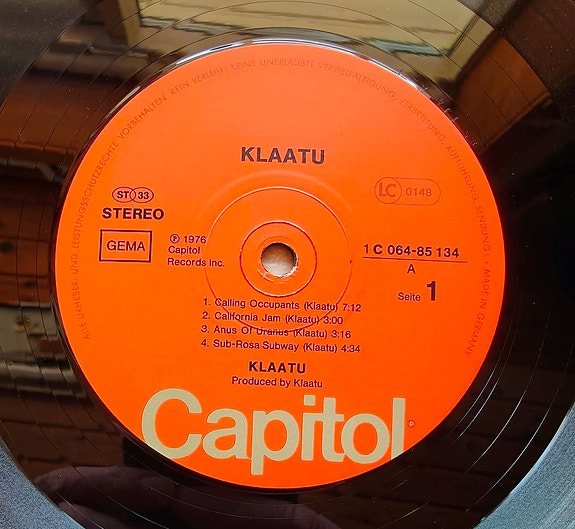 ALLE URHEBER- UND LEISTUNGSSCHUTZRECHTE VORBEHALTEN. KEIN VERLEIH! KEINE UNERLAUBTE VERVIELFÄLTIGUNG, VERBREITUNG, AUFFÜHRUNG, SENDUNG! * MADE IN GERMANY
KLAATU
LC 0148
ST 33
STEREO
GEMA
℗ 1976
Capitol
Records Inc.
1 C 064-85 134
A
Seite 1
1. Calling Occupants (Klaatu) 7:12
2. California Jam (Klaatu) 3:00
3. Anus Of Uranus (Klaatu) 3:16
4. Sub-Rosa Subway (Klaatu) 4:34
KLAATU
Produced by Klaatu
Capitol®